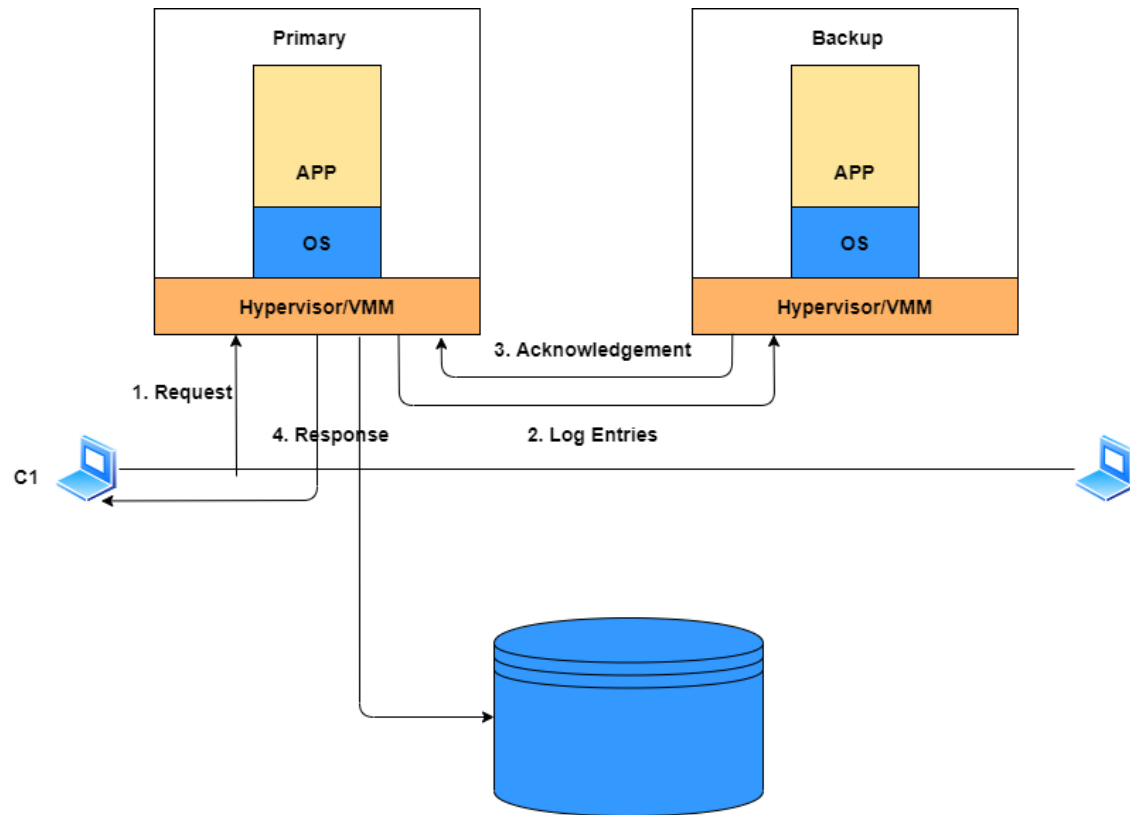 Primary
Backup
APP
APP
OS
OS
Hypervisor/VMM
Hypervisor/VMM
3. Acknowledgement
1. Request
4. Response
2. Log Entries
C1